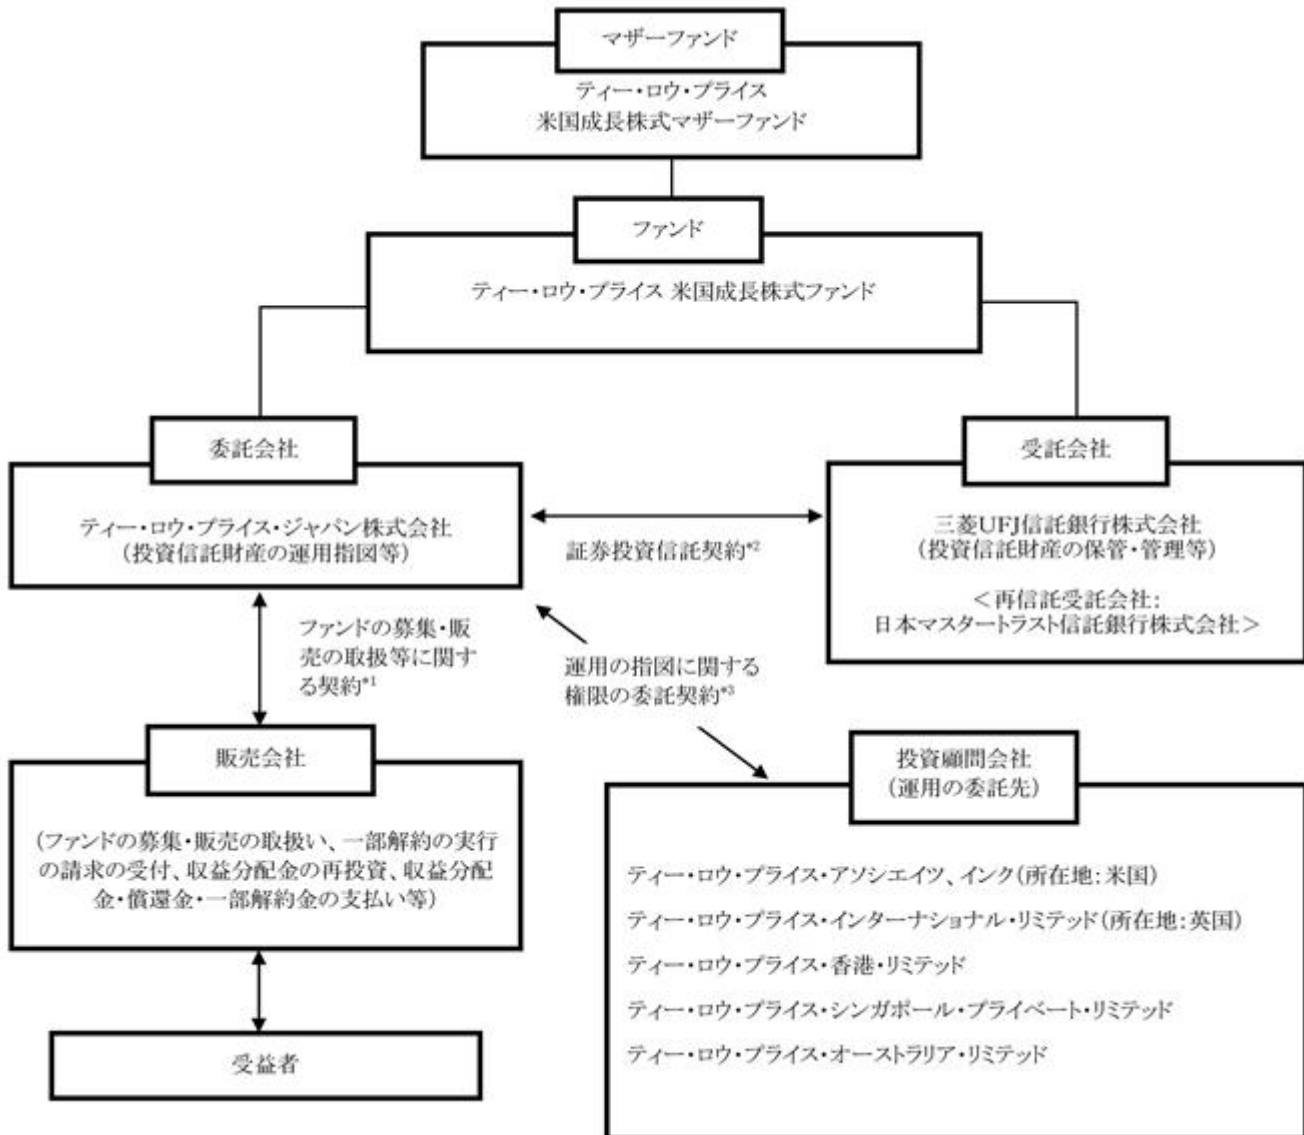 マザーファンド
ティー・ロウ・プライス
米国成長株式マザーファンド
ファンド
ティー・ロウ・プライス 米国成長株式ファンド
委託会社
ティー・ロウ・プライス・ジャパン株式会社
(投資信託財産の運用指図等)
証券投資信託契約*2
受託会社
三菱UFJ信託銀行株式会社
(投資信託財産の保管・管理等)
<再信託受託会社:
日本マスタートラスト信託銀行株式会社>
ファンドの募集・販
売の取扱等に関す
る契約*1
運用の指図に関する
権限の委託契約*3
販売会社
(ファンドの募集・販売の取扱い、一部解約の実行
の請求の受付、収益分配金の再投資、収益分配
金・償還金・一部解約金の支払い等)
受益者
投資顧問会社
(運用の委託先)
ティー・ロウ・プライス・アソシエイツ、インク(所在地:米国)
ティー・ロウ・プライス・インターナショナル・リミテッド(所在地:英国)
ティー・ロウ・プライス・香港・リミテッド
ティー・ロウ・プライス・シンガポール・プライベート・リミテッド
ティー・ロウ・プライス・オーストラリア・リミテッド